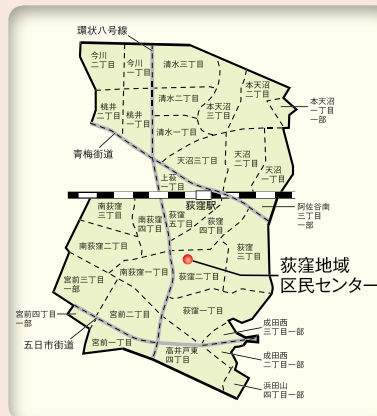 環状八号線
今川
二丁目
今川
一丁目
清水三丁目
桃井
二丁目
桃井
一丁目
清水二丁目
本天沼
三丁目
本天沼
二丁目
本天沼
一丁目
一部
清水一丁目
青梅街道
天沼三丁目
天沼
二丁目
天沼
一丁目
上荻
一丁目
荻窪駅
阿佐谷南
三丁目
一部
南荻窪
三丁目
南荻窪
四丁目
荻窪
五丁目
荻窪
四丁目
南荻窪二丁目
荻窪
三丁目
荻窪地域
区民センター
宮前三丁目
一部
南荻窪一丁目
荻窪二丁目
宮前四丁目
一部
宮前二丁目
荻窪一丁目
五日市街道
宮前一丁目
高井戸東
四丁目
成田西
三丁目一部
成田西
二丁目一部
浜田山
四丁目一部